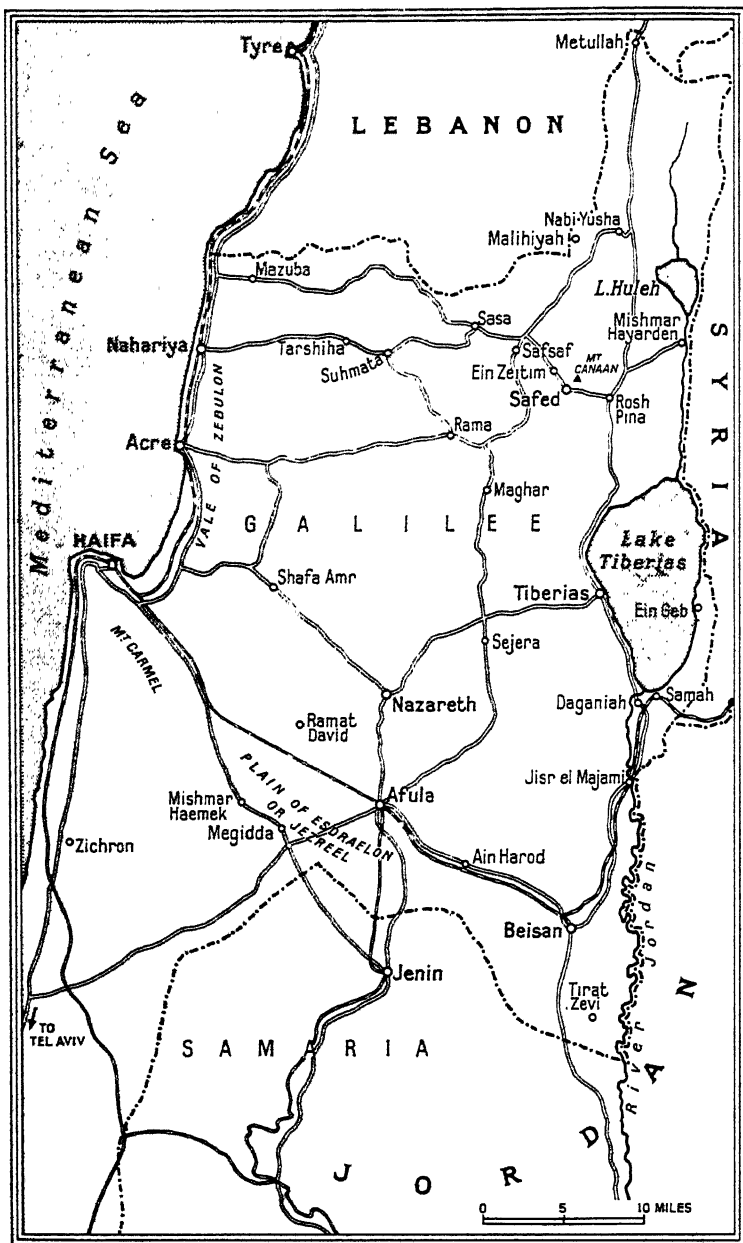 Tyre
Metullah
Mediterranean Sea
LEBANON
Nabi-Yusha
Malihiyah
Mazuba
L.Huleh
Sasa
Mishmar
Hayarden
SYRIA
Nahariya
Tarshiha
Suhmata
Safsaf
Ein Zeitim
MT
CANAAN
Safed
Rosh
Pina
VALE OF ZEBULON
Rama
Acre
Maghar
GALILEE
HAIFA
Lake
Tiberias
Shafa Amr
Tiberias
Ein Geb
MT CARMEL
Sejera
Nazareth
Daganiah
Samah
Ramat
David
Jisr el Majami
PLAIN OF ESDRAELON
OR JEZREEL
Afula
Mishmar
Haemek
Megidda
Zichron
Ain Harod
Beisan
River Jordan
Jenin
Tirat
Zevi
TO
TEL AVIV
SAMARIA
JORDAN
0 5 10 MILES